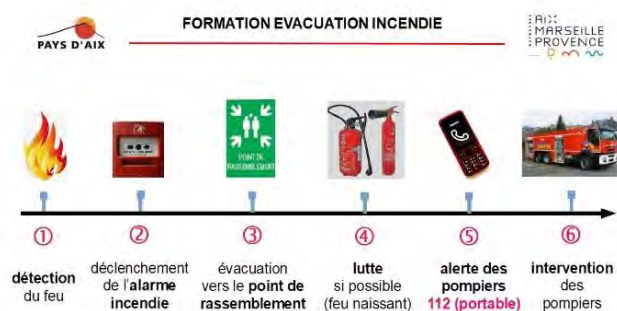 FORMATION EVACUATION INCENDIE
PAYS D'AIX
AIX
MARSEILLE
PROVENCE
POINT DE
RASSEMBLEMENT
① ② ③ ④ ⑤ ⑥
détection
du feu
déclenchement
de l'alarme
incendie
évacuation
vers le point de
rassemblement
lutte
si possible
(feu naissant)
alerte des
pompiers
112 (portable)
intervention
des
pompiers